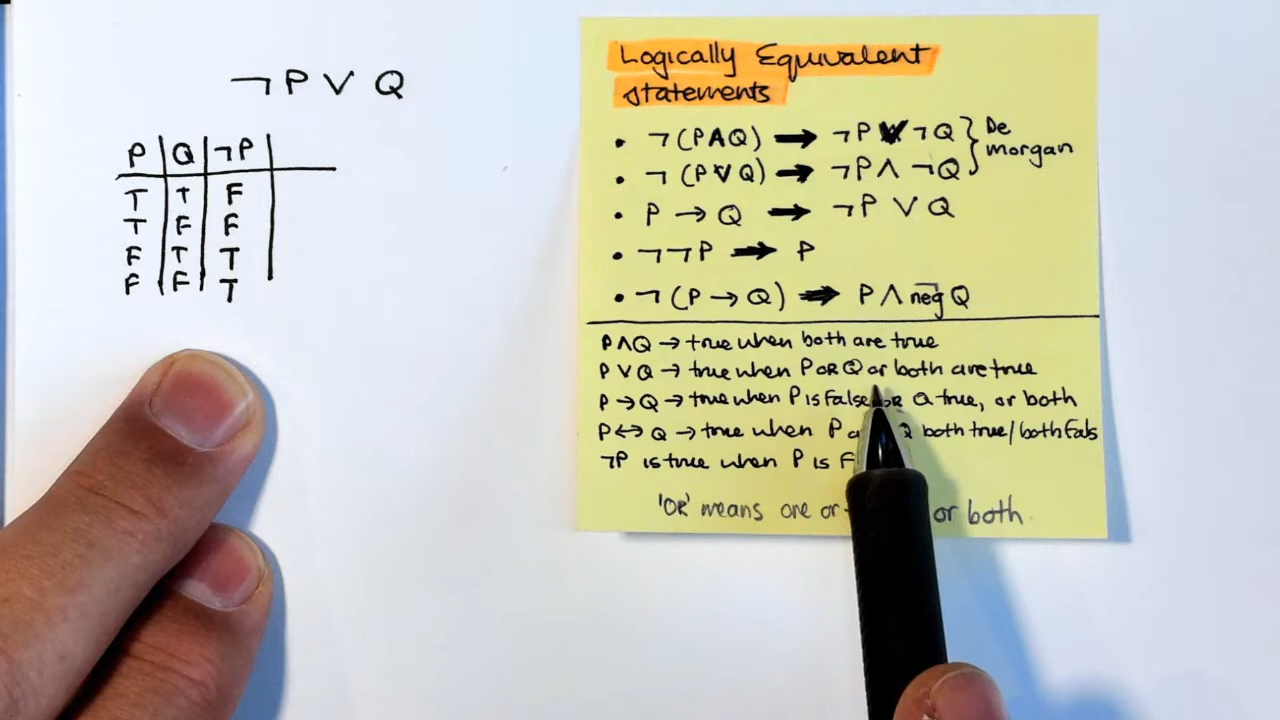 ¬ P ∨ Q
P Q ¬P
T T F
T F F
F T T
F F T
Logically Equivalent
statements
• ¬(P∧Q) → ¬P ∨ ¬Q } De
morgan
• ¬(P∨Q) → ¬P ∧ ¬Q
• P → Q → ¬P ∨ Q
• ¬¬P → P
• ¬(P → Q) → P ∧ neg Q
P∧Q → true when both are true
P∨Q → true when P OR Q or both are true
P→Q → true when P is False OR Q true, or both
P↔Q → true when P Q both true/both Fals
¬P is true when P is
'OR' means one or or both